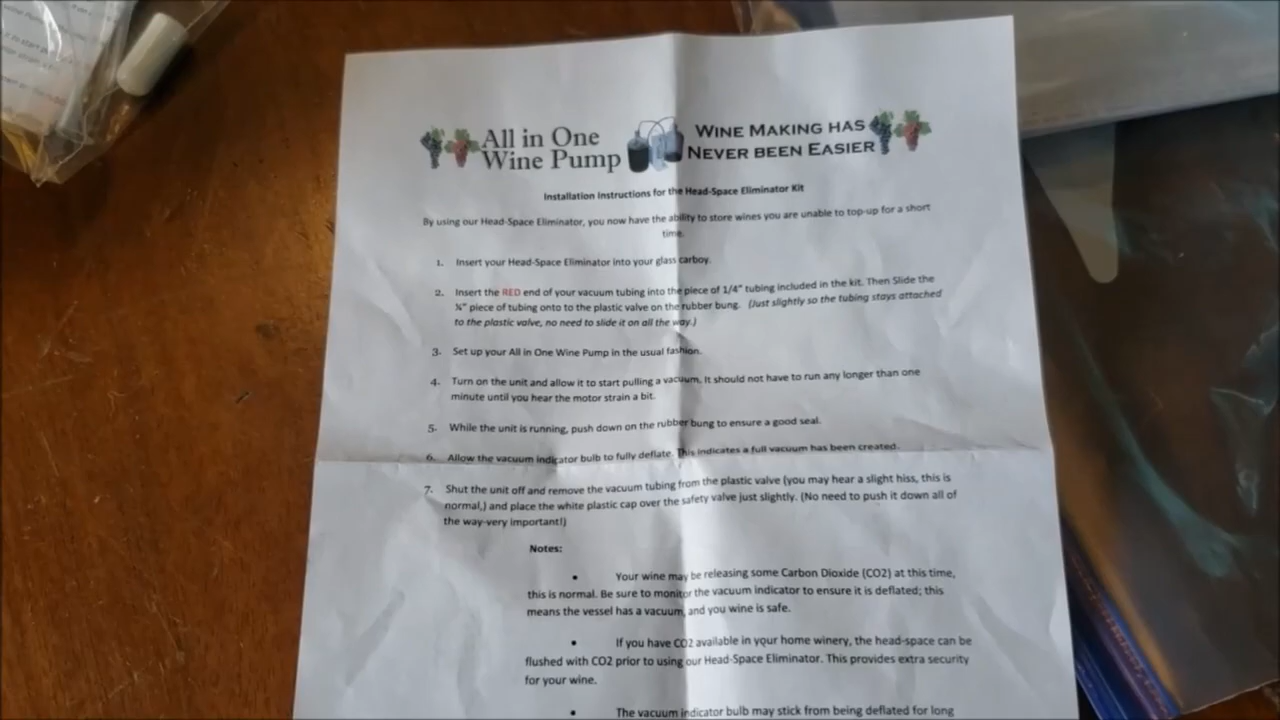 All in One
Wine Pump
WINE MAKING HAS
NEVER BEEN EASIER
Installation Instructions for the Head-Space Eliminator Kit
By using our Head-Space Eliminator, you now have the ability to store wines you are unable to top-up for a short
time.
1. Insert your Head-Space Eliminator into your glass carboy.
2. Insert the RED end of your vacuum tubing into the piece of 1/4" tubing included in the kit. Then Slide the
¼" piece of tubing onto to the plastic valve on the rubber bung. (Just slightly so the tubing stays attached
to the plastic valve, no need to slide it on all the way.)
3. Set up your All in One Wine Pump in the usual fashion.
4. Turn on the unit and allow it to start pulling a vacuum. It should not have to run any longer than one
minute until you hear the motor strain a bit.
5. While the unit is running, push down on the rubber bung to ensure a good seal.
6. Allow the vacuum indicator bulb to fully deflate. This indicates a full vacuum has been created.
7. Shut the unit off and remove the vacuum tubing from the plastic valve (you may hear a slight hiss, this is
normal,) and place the white plastic cap over the safety valve just slightly. (No need to push it down all of
the way-very important!)
Notes:
• Your wine may be releasing some Carbon Dioxide (CO2) at this time,
this is normal. Be sure to monitor the vacuum indicator to ensure it is deflated; this
means the vessel has a vacuum, and you wine is safe.
• If you have CO2 available in your home winery, the head-space can be
flushed with CO2 prior to using our Head-Space Eliminator. This provides extra security
for your wine.
• The vacuum indicator bulb may stick from being deflated for long